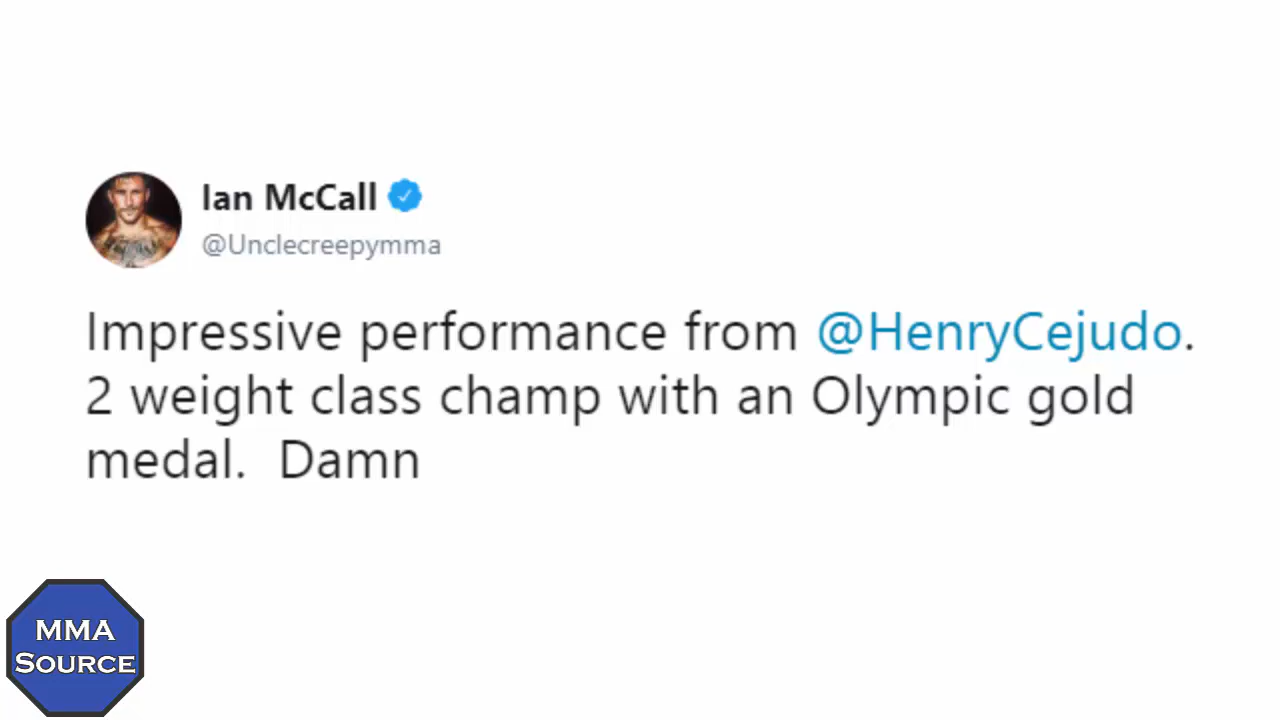 Ian McCall
@Unclecreepymma
Impressive performance from @HenryCejudo.
2 weight class champ with an Olympic gold
medal.  Damn
MMA
SOURCE